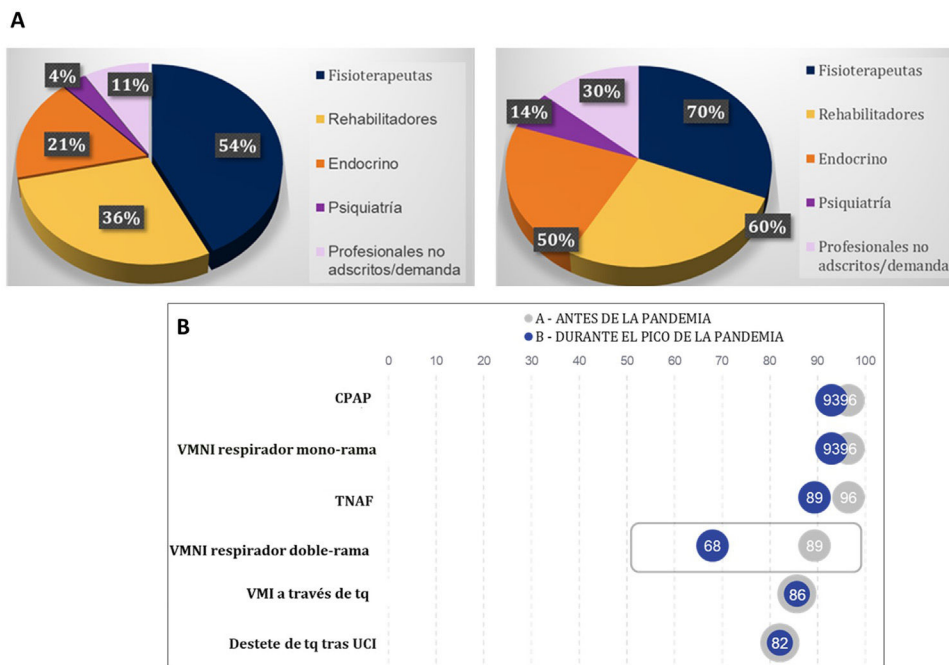 A
4%
11%
21%
54%
36%
Fisioterapeutas
Rehabilitadores
Endocrino
Psiquiatría
Profesionales no
adscritos/demanda
30%
14%
70%
50%
60%
Fisioterapeutas
Rehabilitadores
Endocrino
Psiquiatría
Profesionales no
adscritos/demanda
B
A - ANTES DE LA PANDEMIA
B - DURANTE EL PICO DE LA PANDEMIA
0 10 20 30 40 50 60 70 80 90 100
CPAP 93 96
VMNI respirador mono-rama 93 96
TNAF 89 96
VMNI respirador doble-rama 68 89
VMI a través de tq 86
Destete de tq tras UCI 82